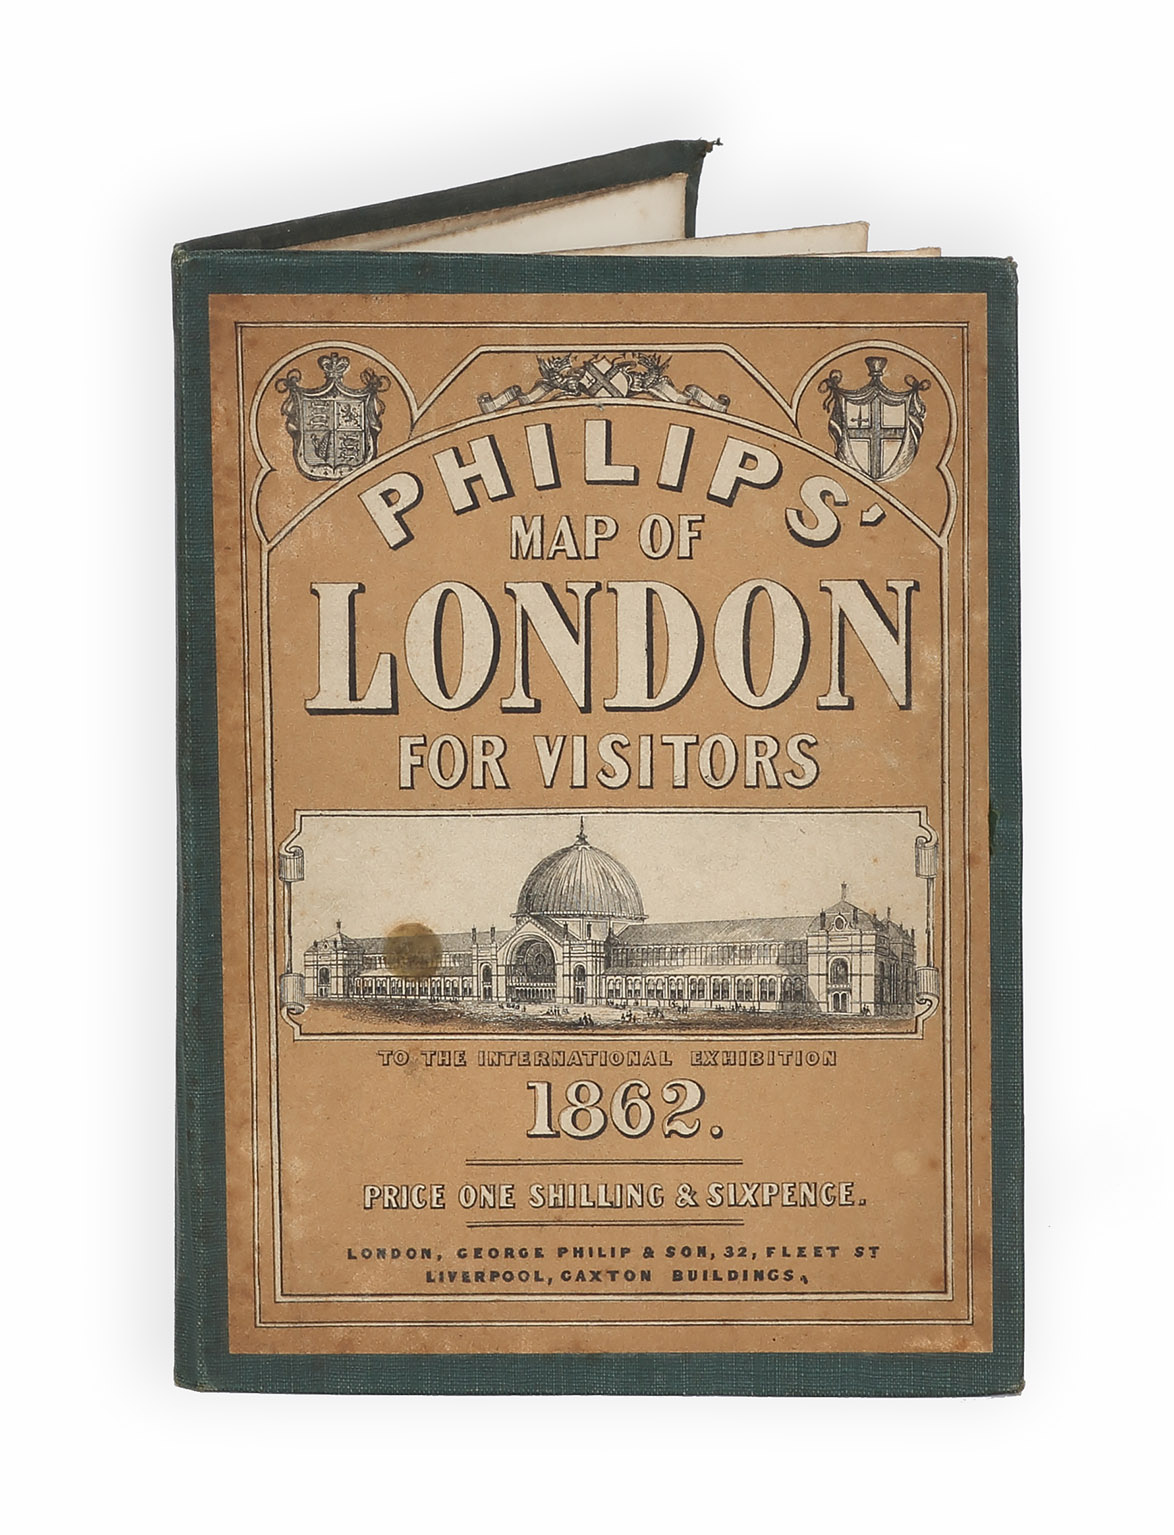 PHILIPS'
MAP OF
LONDON
FOR VISITORS
TO THE INTERNATIONAL EXHIBITION
1862.
PRICE ONE SHILLING & SIXPENCE.
LONDON, GEORGE PHILIP & SON, 32, FLEET ST
LIVERPOOL, CAXTON BUILDINGS,